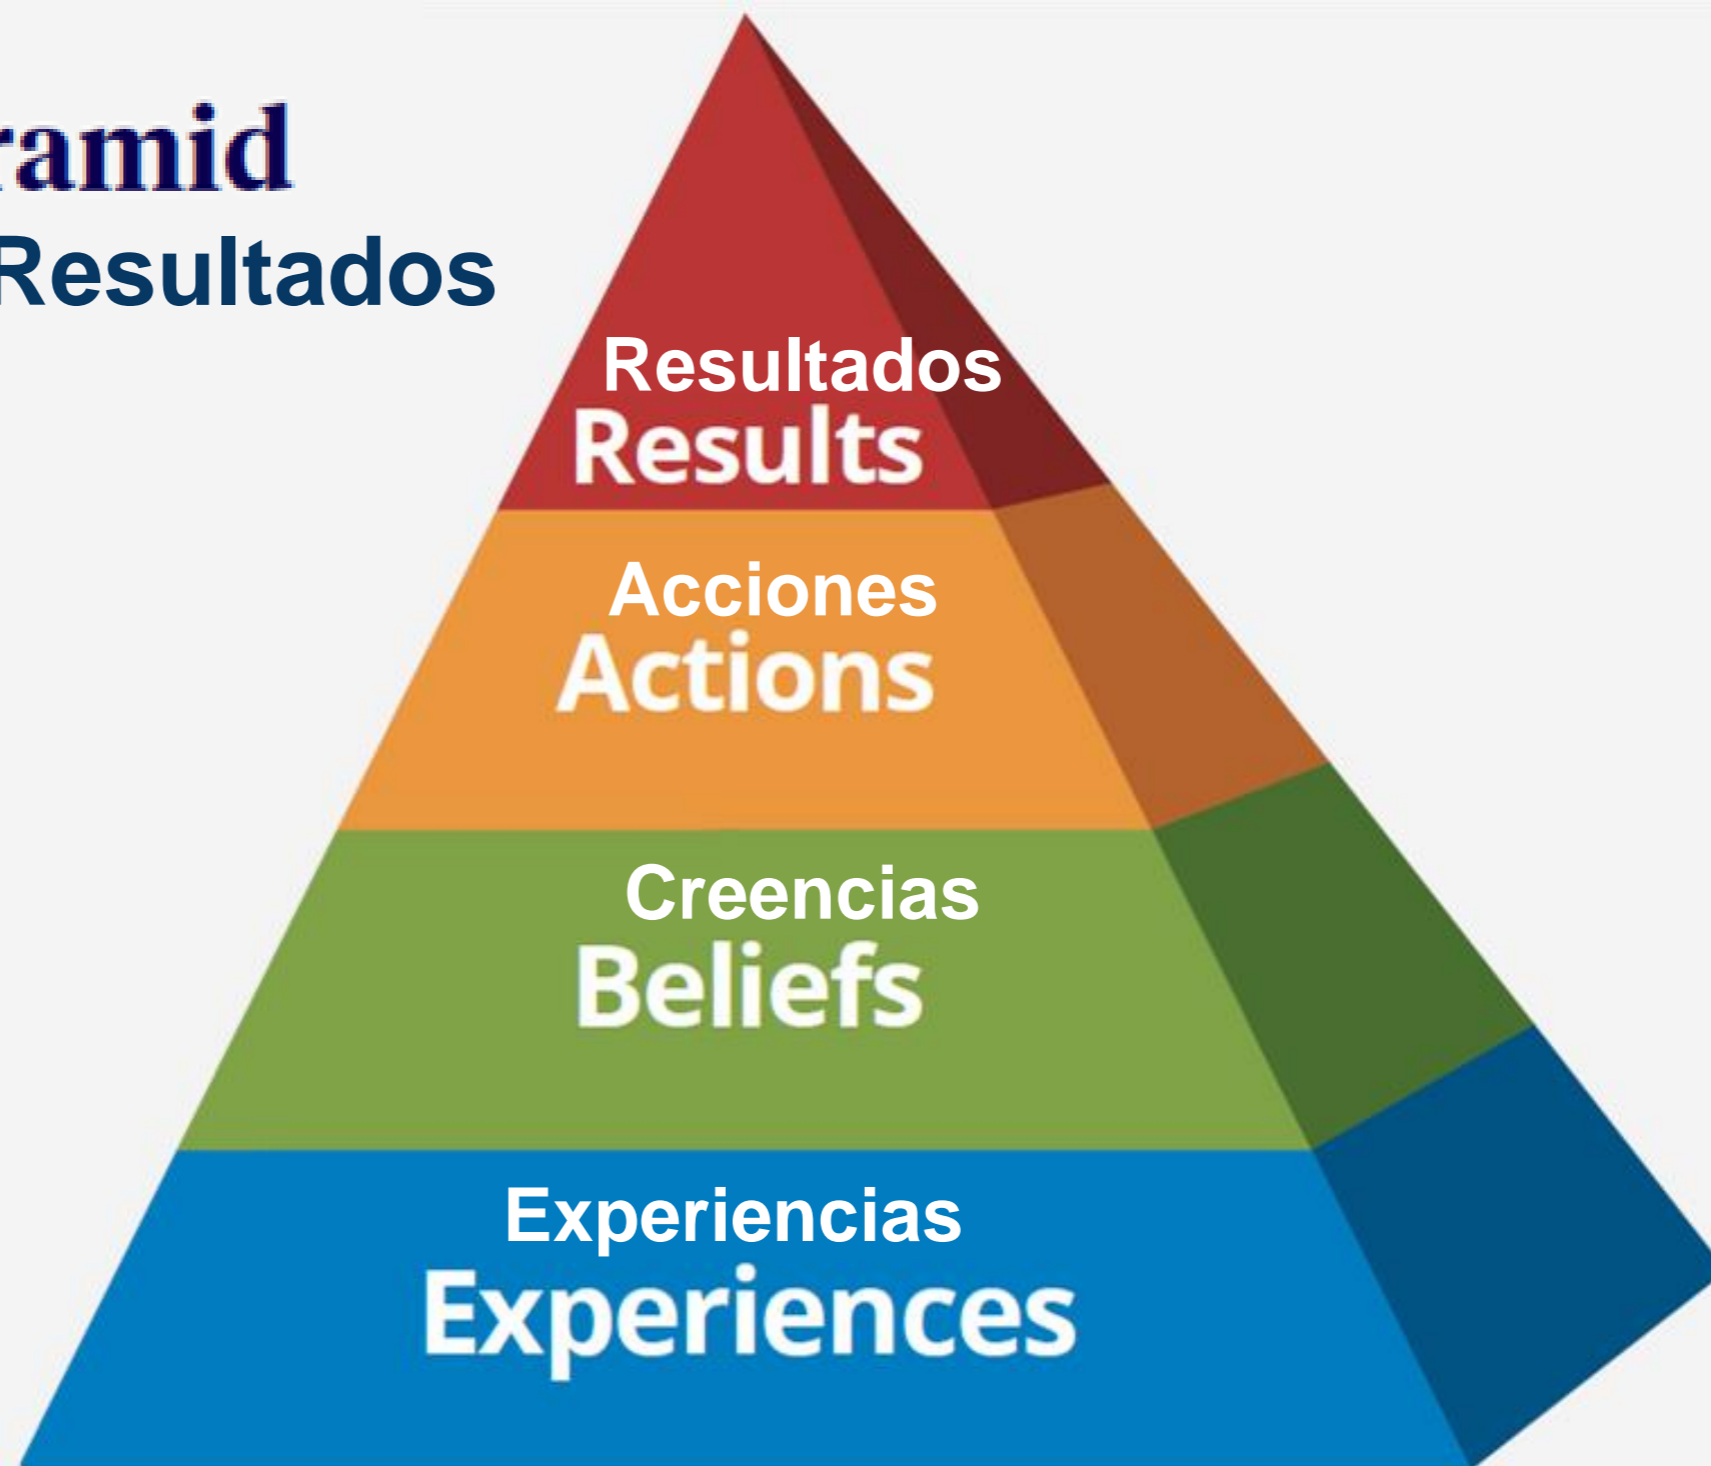 ramid
Resultados
Resultados
Results
Acciones
Actions
Creencias
Beliefs
Experiencias
Experiences